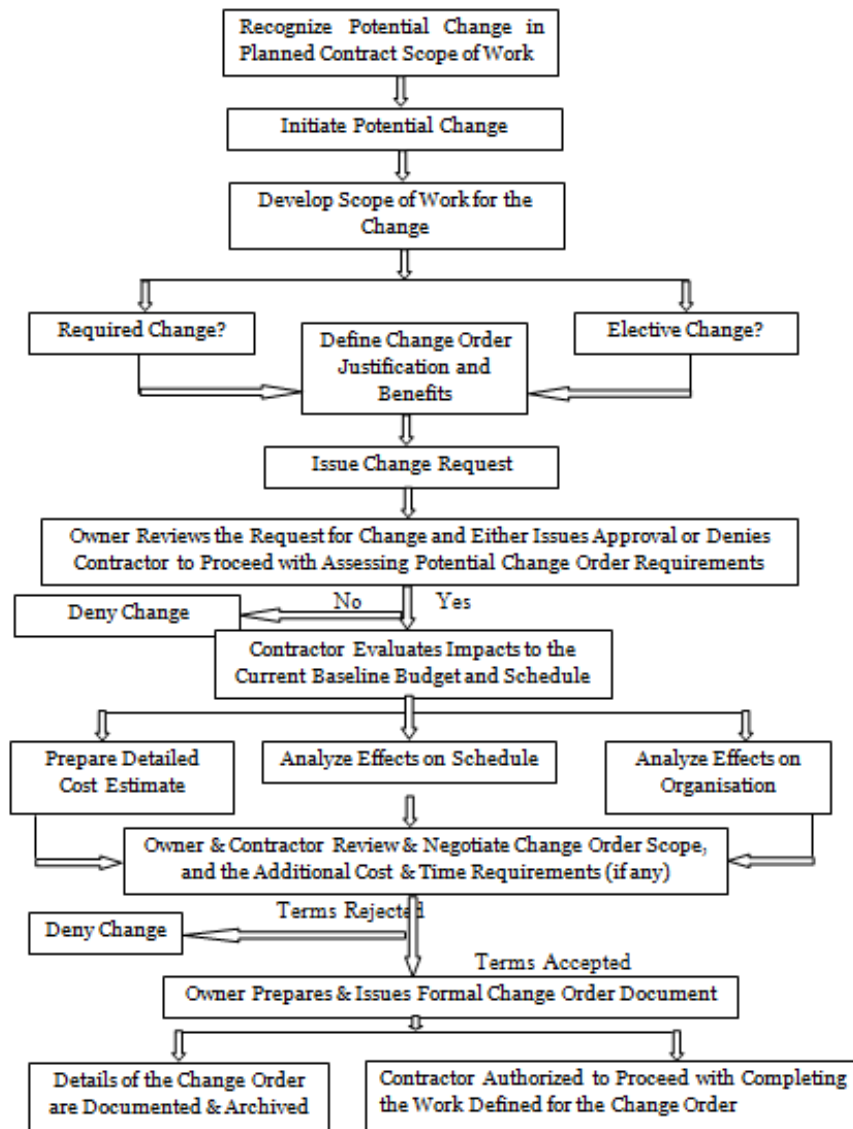 Recognize Potential Change in
Planned Contract Scope of Work
Initiate Potential Change
Develop Scope of Work for the
Change
Required Change?
Elective Change?
Define Change Order
Justification and
Benefits
Issue Change Request
Owner Reviews the Request for Change and Either Issues Approval or Denies
Contractor to Proceed with Assessing Potential Change Order Requirements
No
Yes
Deny Change
Contractor Evaluates Impacts to the
Current Baseline Budget and Schedule
Prepare Detailed
Cost Estimate
Analyze Effects on Schedule
Analyze Effects on
Organisation
Owner & Contractor Review & Negotiate Change Order Scope,
and the Additional Cost & Time Requirements (if any)
Terms Rejected
Deny Change
Terms Accepted
Owner Prepares & Issues Formal Change Order Document
Details of the Change Order
are Documented & Archived
Contractor Authorized to Proceed with Completing
the Work Defined for the Change Order